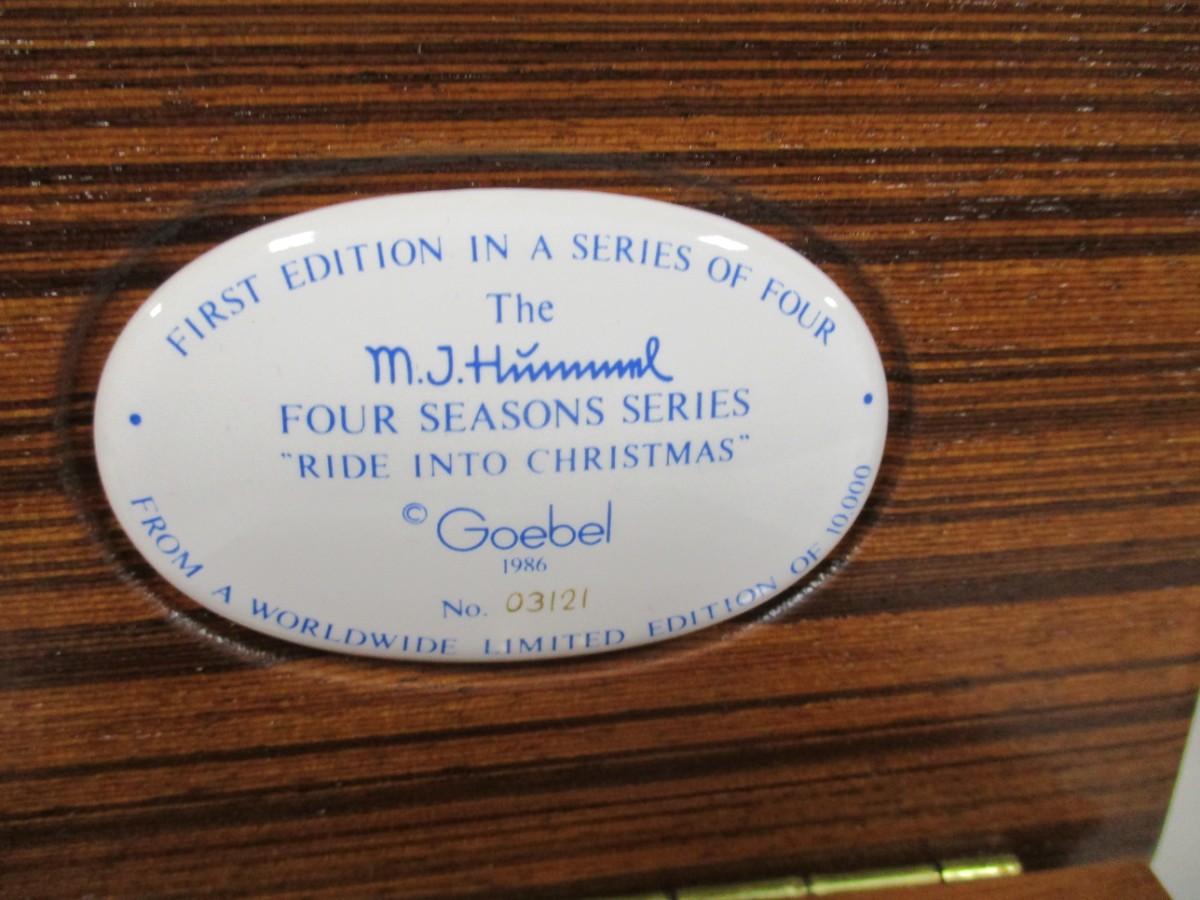 FIRST EDITION IN A SERIES OF FOUR
The
M.J.Hummel
FOUR SEASONS SERIES
"RIDE INTO CHRISTMAS"
© Goebel
1986
No. 03121
• FROM A WORLDWIDE LIMITED EDITION OF 10.000 •